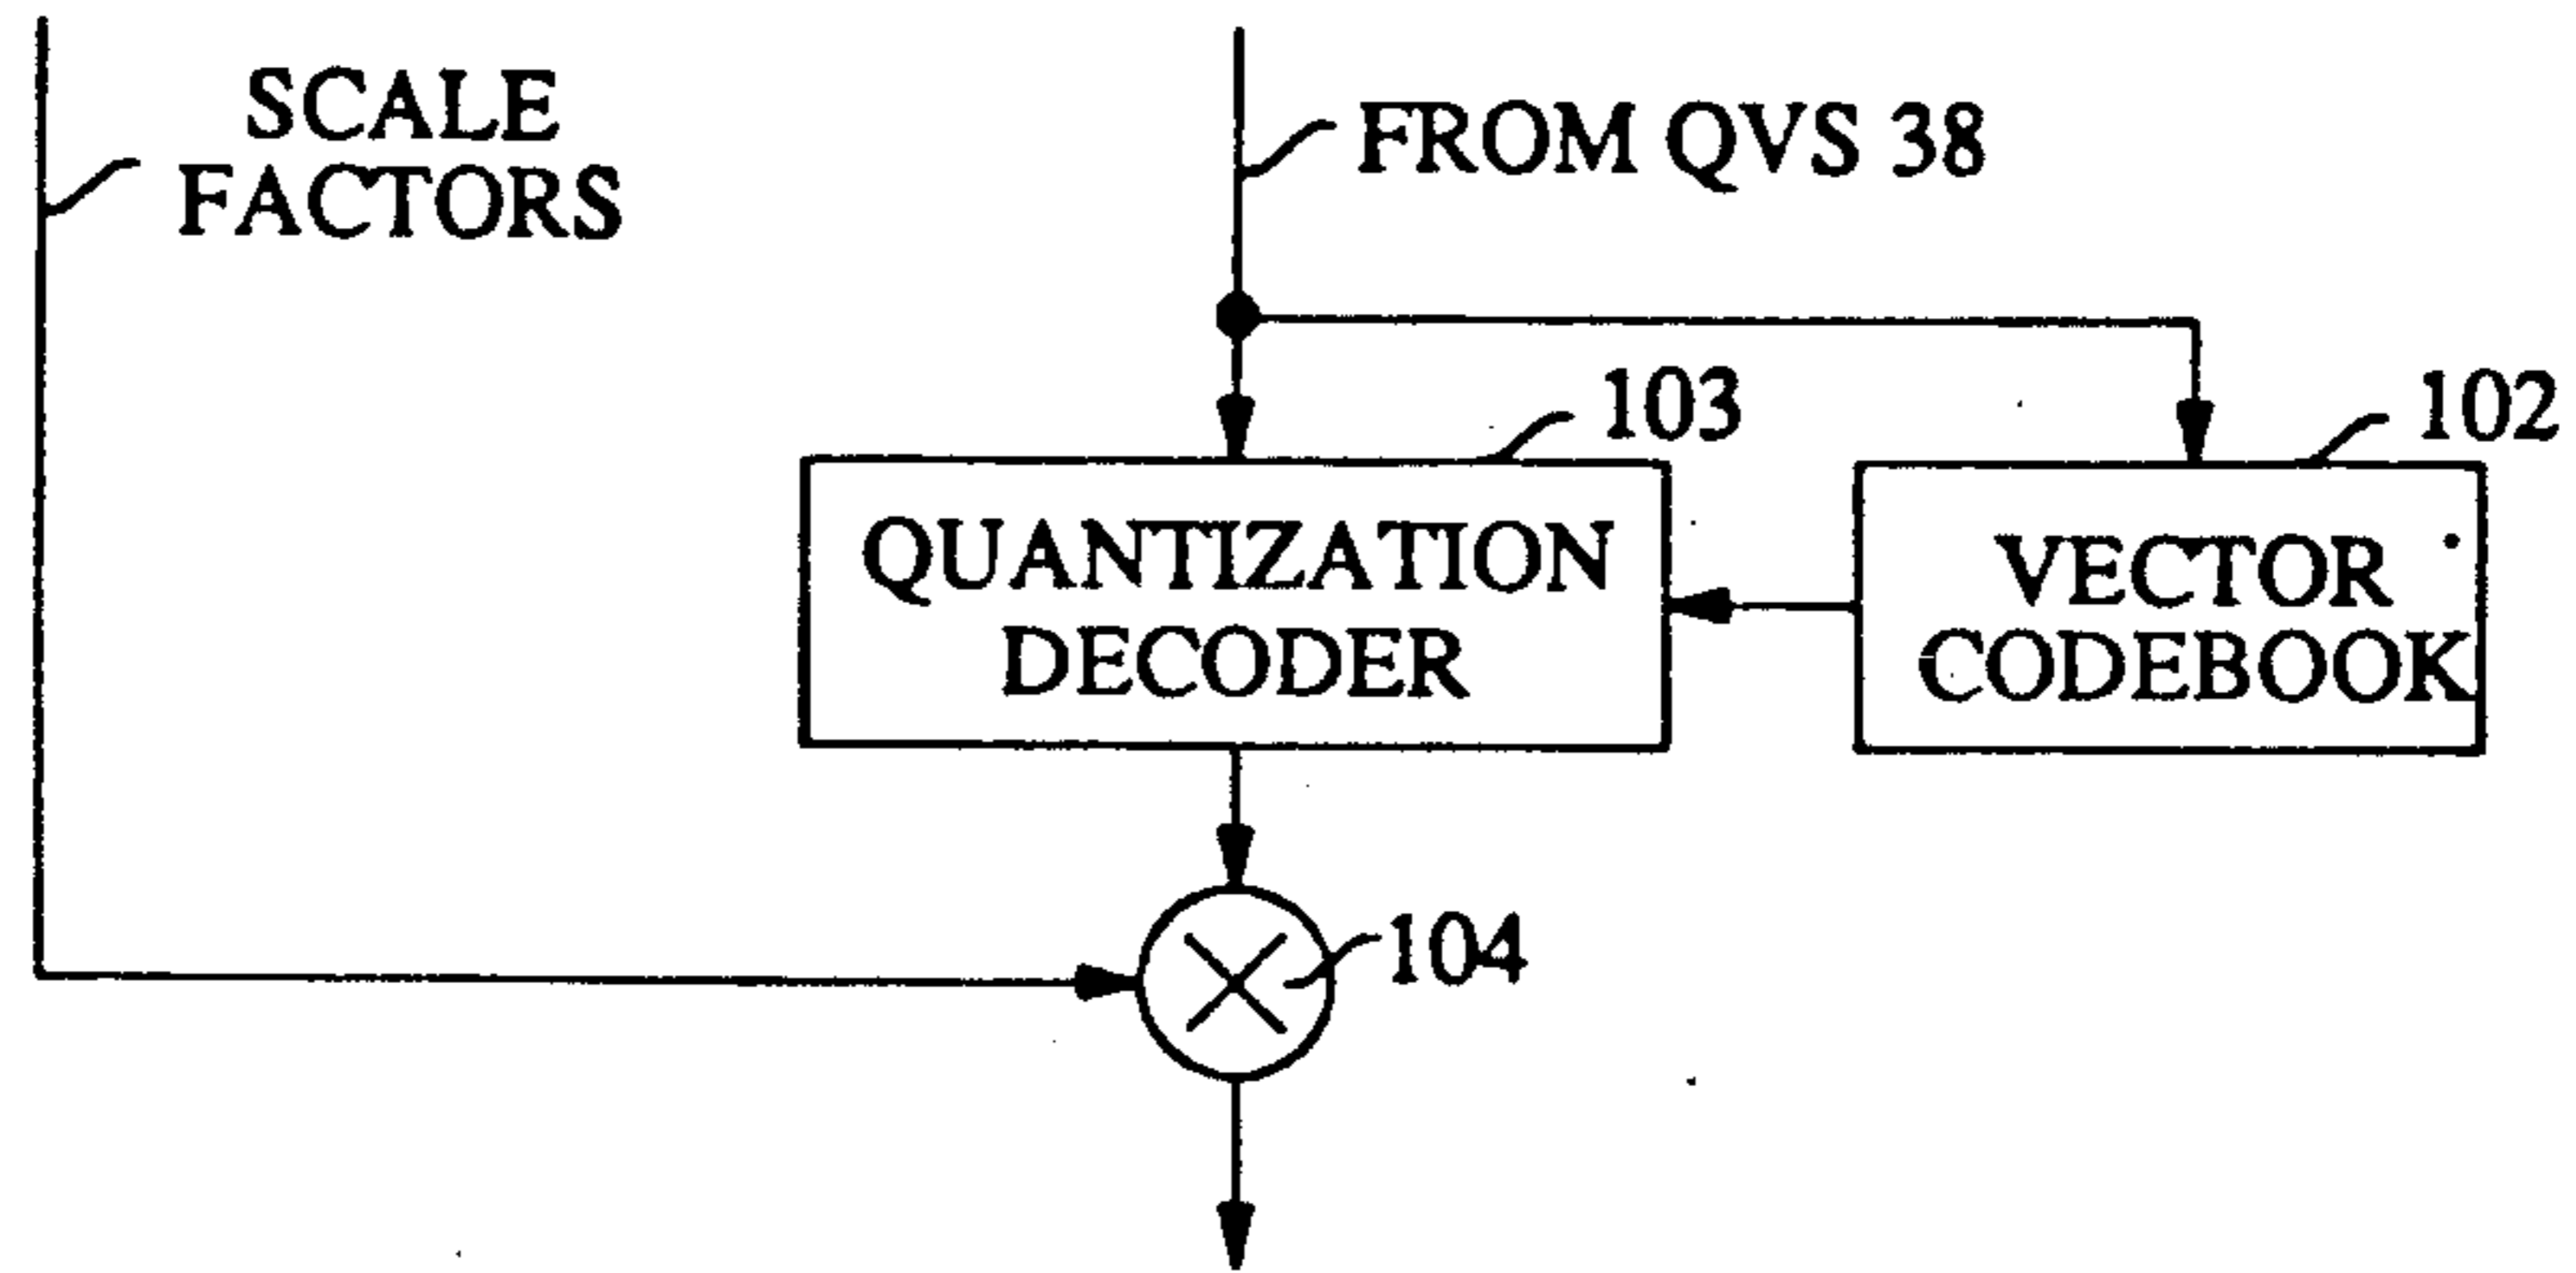 SCALE
FACTORS
FROM QVS 38
103
102
QUANTIZATION
DECODER
VECTOR
CODEBOOK
104